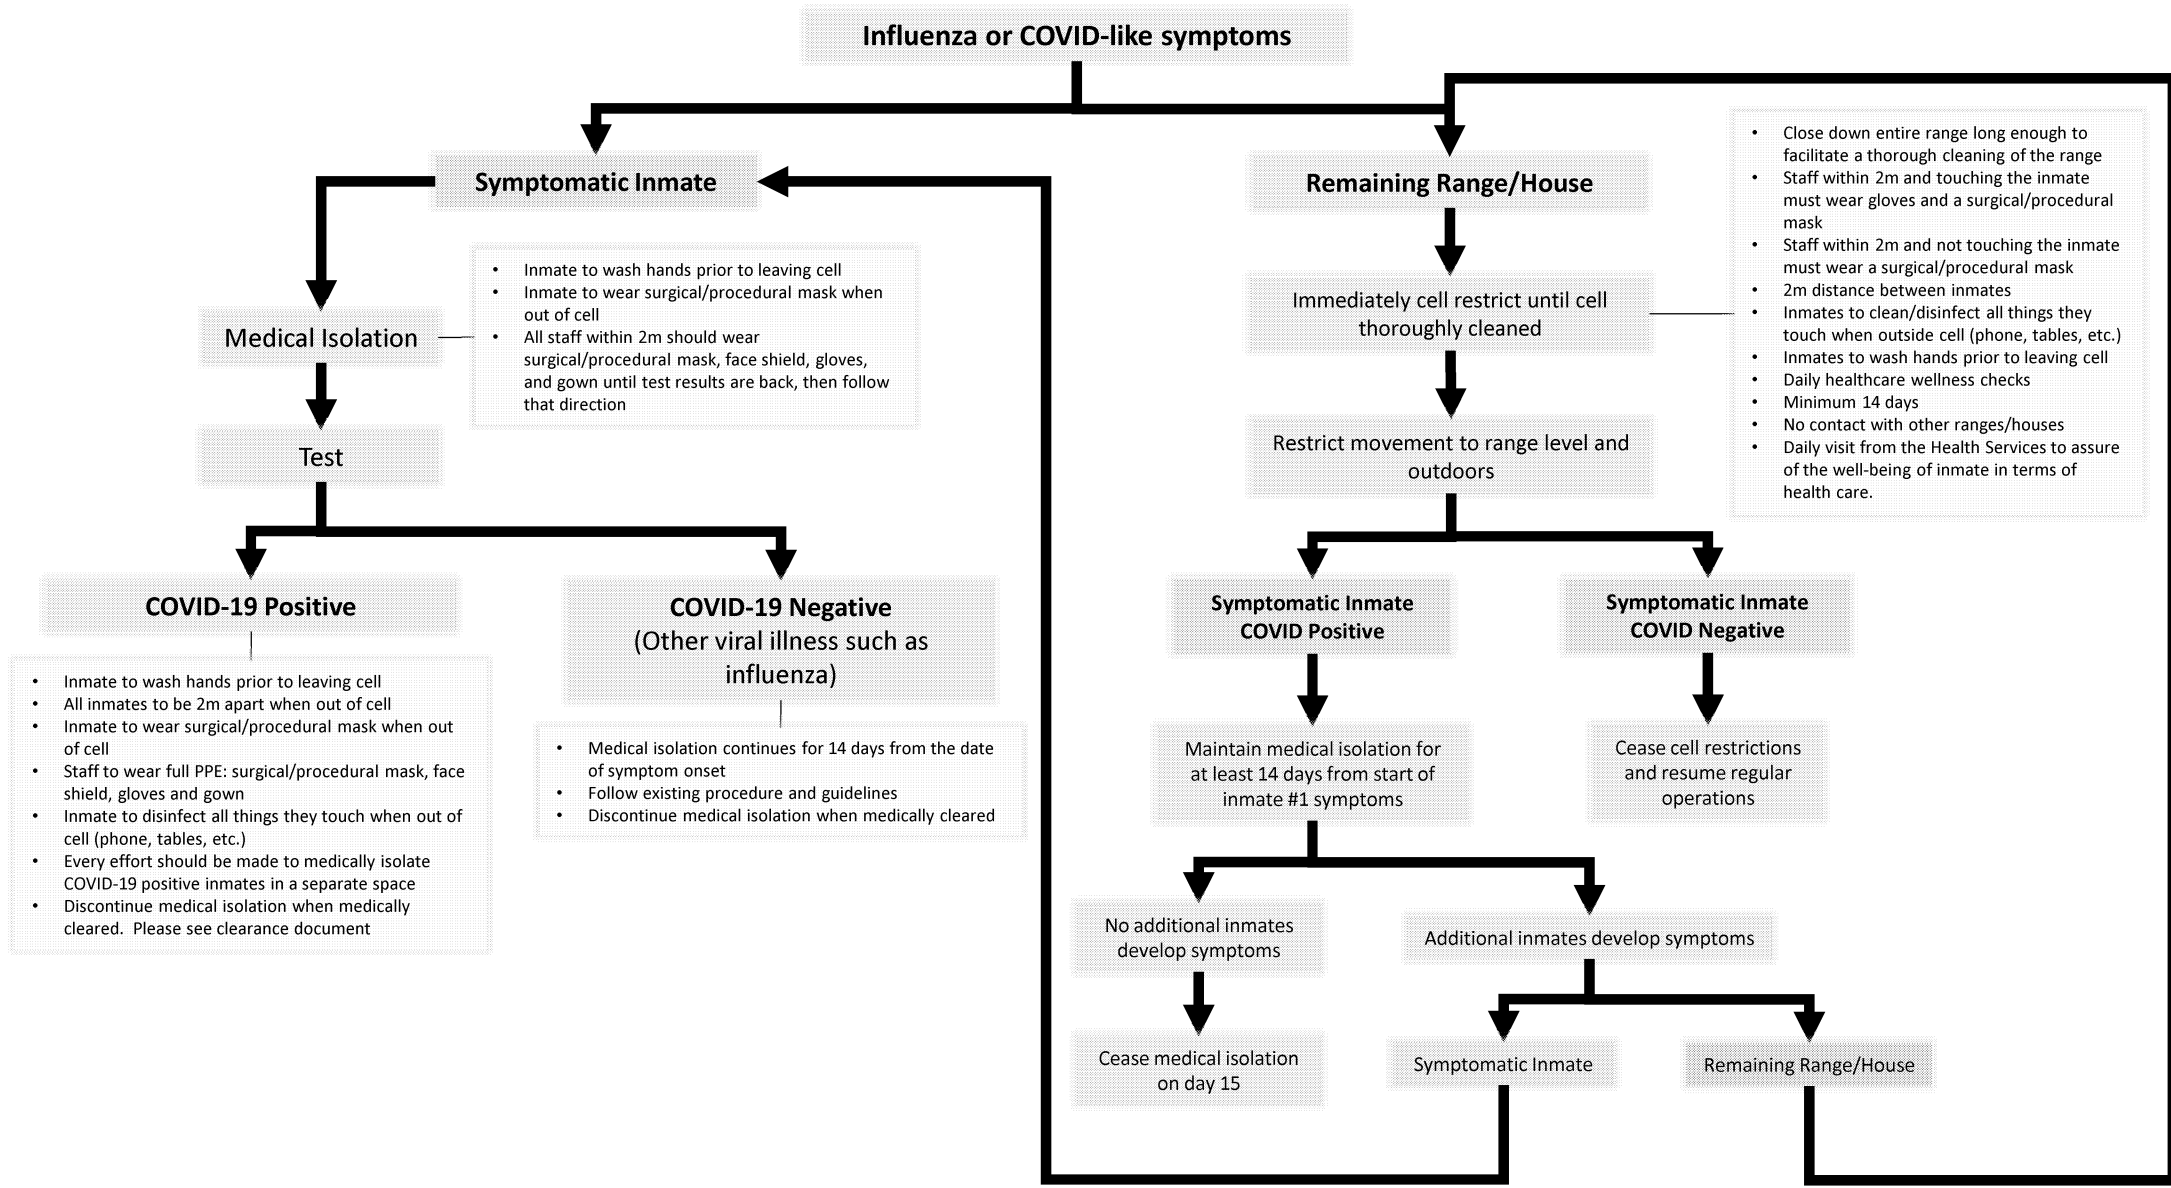 Influenza or COVID-like symptoms
Symptomatic Inmate
• Inmate to wash hands prior to leaving cell
• Inmate to wear surgical/procedural mask when
out of cell
• All staff within 2m should wear
surgical/procedural mask, face shield, gloves,
and gown until test results are back, then follow
that direction
Medical Isolation
Test
COVID-19 Positive
• Inmate to wash hands prior to leaving cell
• All inmates to be 2m apart when out of cell
• Inmate to wear surgical/procedural mask when out
of cell
• Staff to wear full PPE: surgical/procedural mask, face
shield, gloves and gown
• Inmate to disinfect all things they touch when out of
cell (phone, tables, etc.)
• Every effort should be made to medically isolate
COVID-19 positive inmates in a separate space
• Discontinue medical isolation when medically
cleared.  Please see clearance document
COVID-19 Negative
(Other viral illness such as
influenza)
• Medical isolation continues for 14 days from the date
of symptom onset
• Follow existing procedure and guidelines
• Discontinue medical isolation when medically cleared
Remaining Range/House
Immediately cell restrict until cell
thoroughly cleaned
• Close down entire range long enough to
facilitate a thorough cleaning of the range
• Staff within 2m and touching the inmate
must wear gloves and a surgical/procedural
mask
• Staff within 2m and not touching the inmate
must wear a surgical/procedural mask
• 2m distance between inmates
• Inmates to clean/disinfect all things they
touch when outside cell (phone, tables, etc.)
• Inmates to wash hands prior to leaving cell
• Daily healthcare wellness checks
• Minimum 14 days
• No contact with other ranges/houses
• Daily visit from the Health Services to assure
of the well-being of inmate in terms of
health care.
Restrict movement to range level and
outdoors
Symptomatic Inmate
COVID Positive
Symptomatic Inmate
COVID Negative
Maintain medical isolation for
at least 14 days from start of
inmate #1 symptoms
Cease cell restrictions
and resume regular
operations
No additional inmates
develop symptoms
Additional inmates develop symptoms
Cease medical isolation
on day 15
Symptomatic Inmate
Remaining Range/House